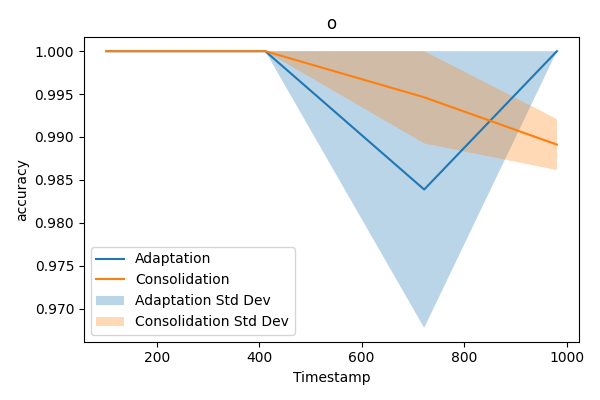 o
1.000
0.995
0.990
0.985
0.980
0.975
0.970
accuracy
Adaptation
Consolidation
Adaptation Std Dev
Consolidation Std Dev
200 400 600 800 1000
Timestamp